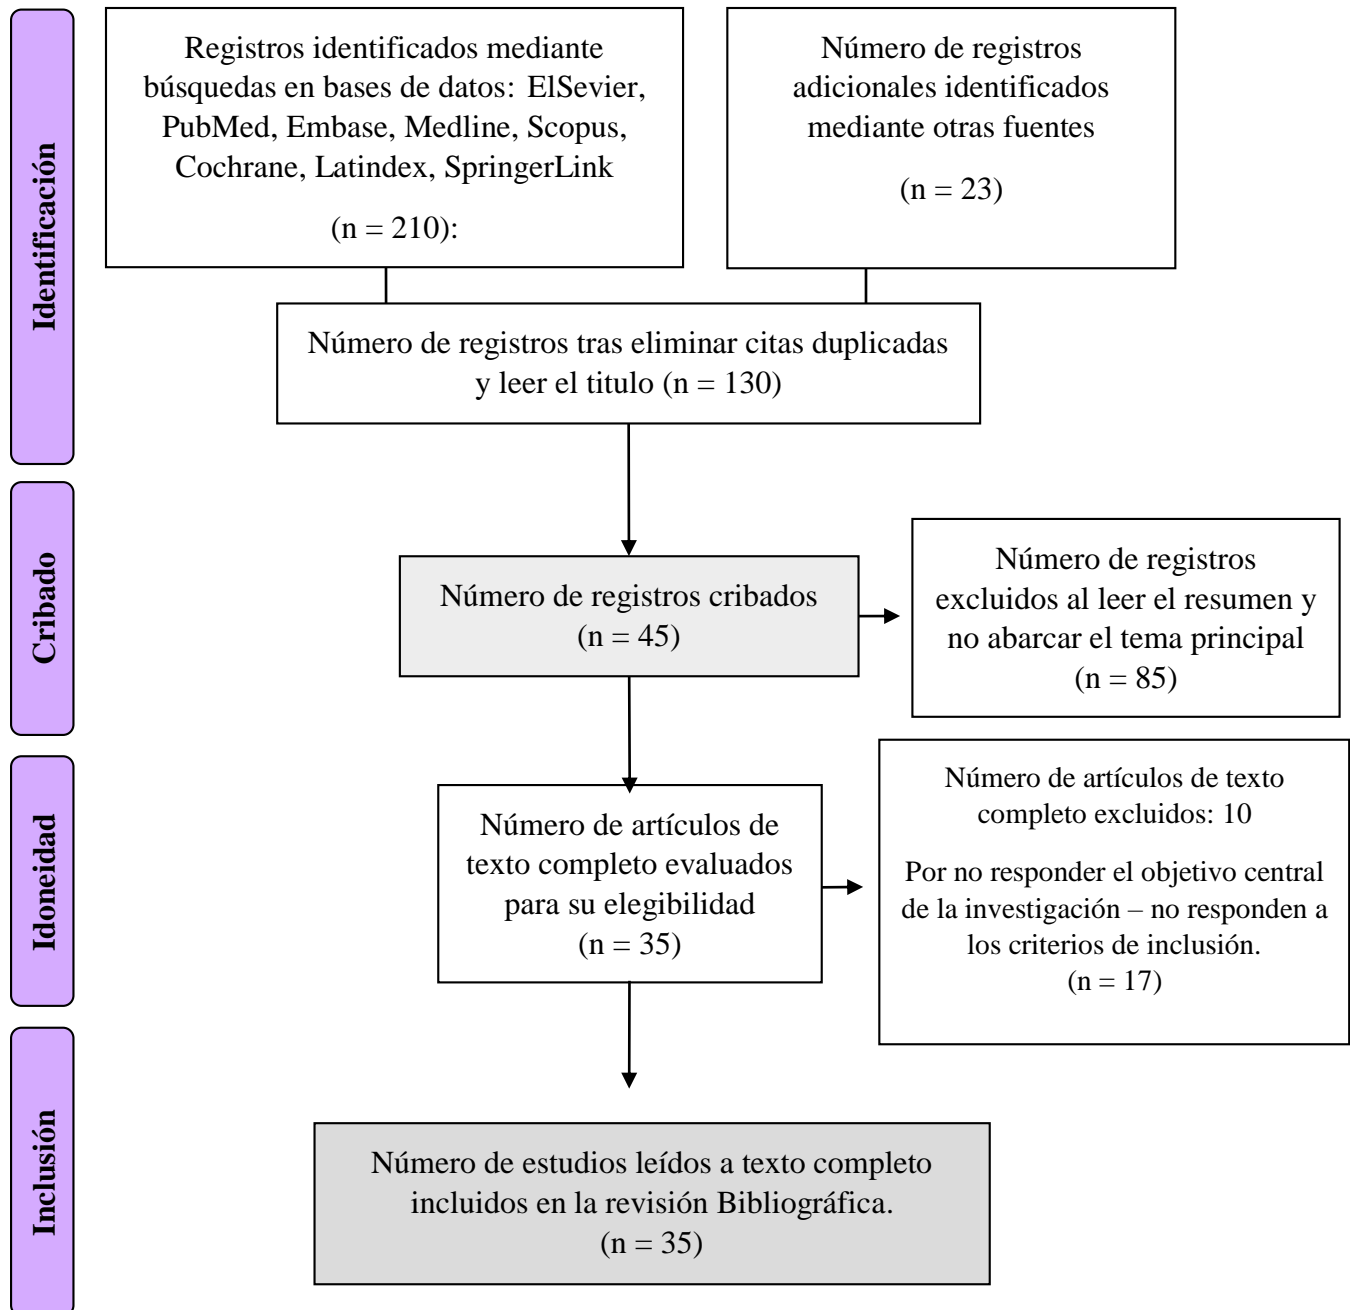 Identificación
Registros identificados mediante
búsquedas en bases de datos: ElSevier,
PubMed, Embase, Medline, Scopus,
Cochrane, Latindex, SpringerLink
(n = 210):
Número de registros
adicionales identificados
mediante otras fuentes
(n = 23)
Número de registros tras eliminar citas duplicadas
y leer el titulo (n = 130)
Cribado
Número de registros cribados
(n = 45)
Número de registros
excluidos al leer el resumen y
no abarcar el tema principal
(n = 85)
Idoneidad
Número de artículos de
texto completo evaluados
para su elegibilidad
(n = 35)
Número de artículos de texto
completo excluidos: 10
Por no responder el objetivo central
de la investigación – no responden a
los criterios de inclusión.
(n = 17)
Inclusión
Número de estudios leídos a texto completo
incluidos en la revisión Bibliográfica.
(n = 35)